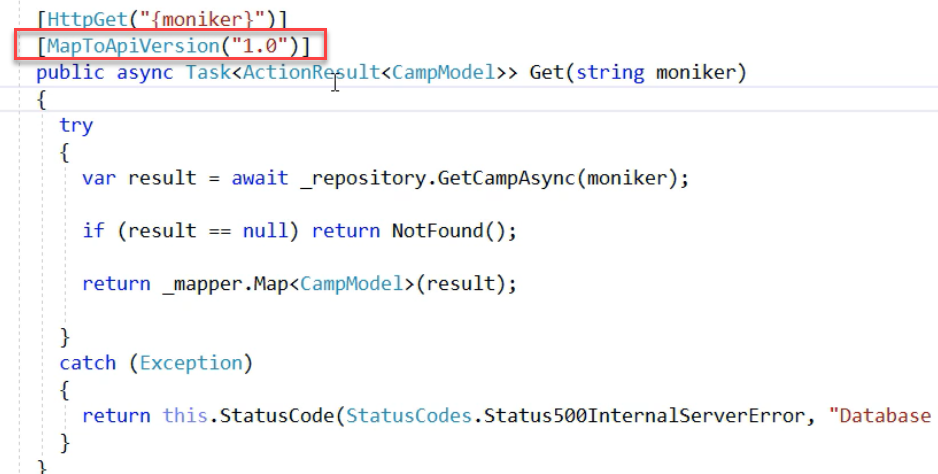 [HttpGet("{moniker}")]
[MapToApiVersion("1.0")]
public async Task<ActionResult<CampModel>> Get(string moniker)
{
try
{
var result = await _repository.GetCampAsync(moniker);
if (result == null) return NotFound();
return _mapper.Map<CampModel>(result);
}
catch (Exception)
{
return this.StatusCode(StatusCodes.Status500InternalServerError, "Database
}
}